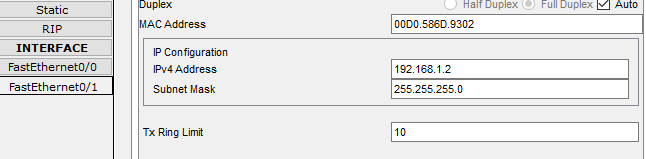 Static
RIP
INTERFACE
FastEthernet0/0
FastEthernet0/1
Duplex Half Duplex Full Duplex Auto
MAC Address 00D0.586D.9302
IP Configuration
IPv4 Address 192.168.1.2
Subnet Mask 255.255.255.0
Tx Ring Limit 10